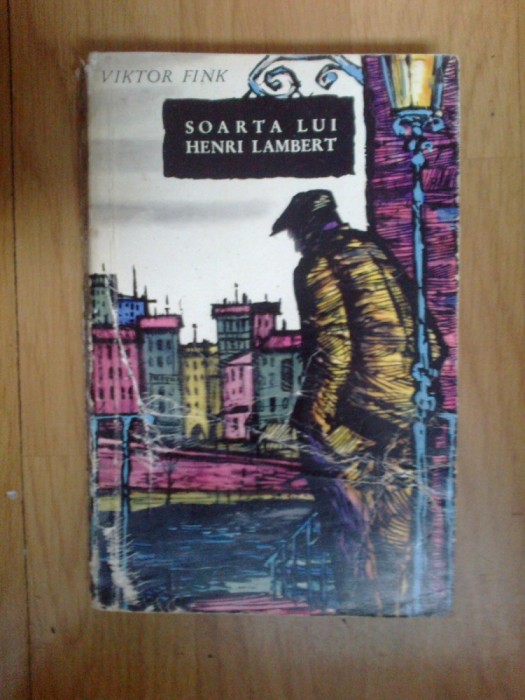 VIKTOR FINK
SOARTA LUI
HENRI LAMBERT